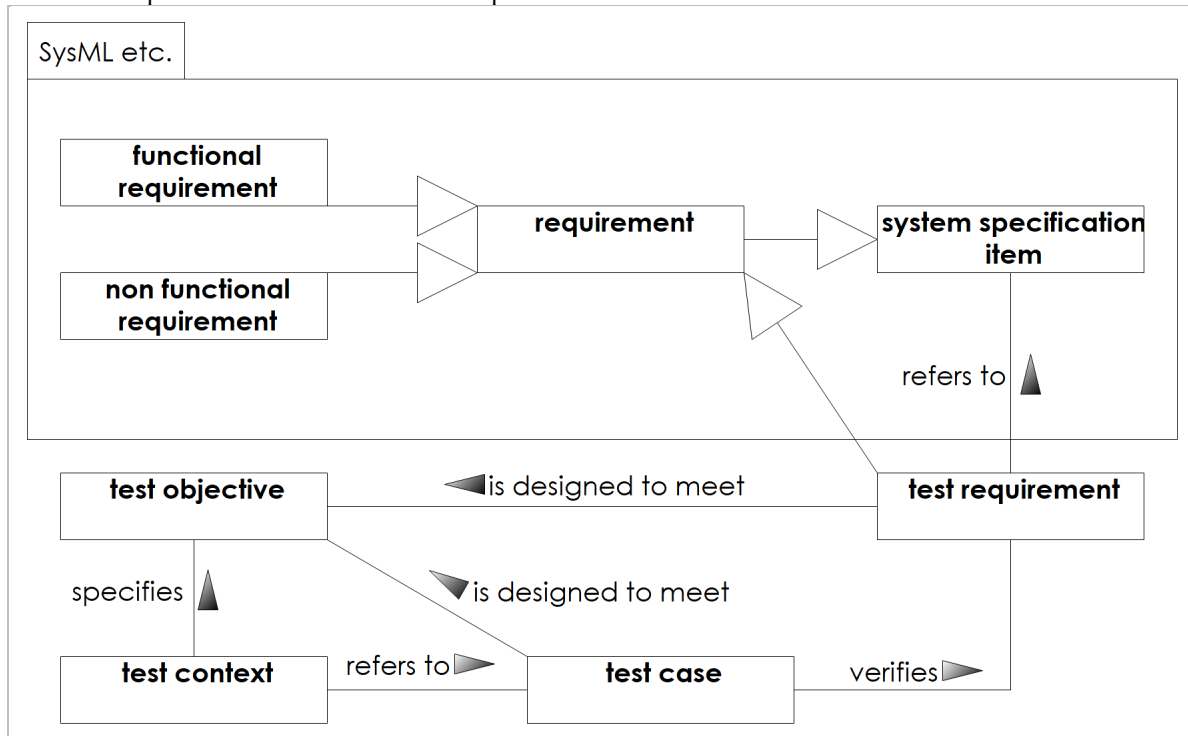 SysML etc.
functional
requirement
requirement
system specification
item
non functional
requirement
refers to
test objective
is designed to meet
test requirement
specifies
is designed to meet
test context
refers to
test case
verifies